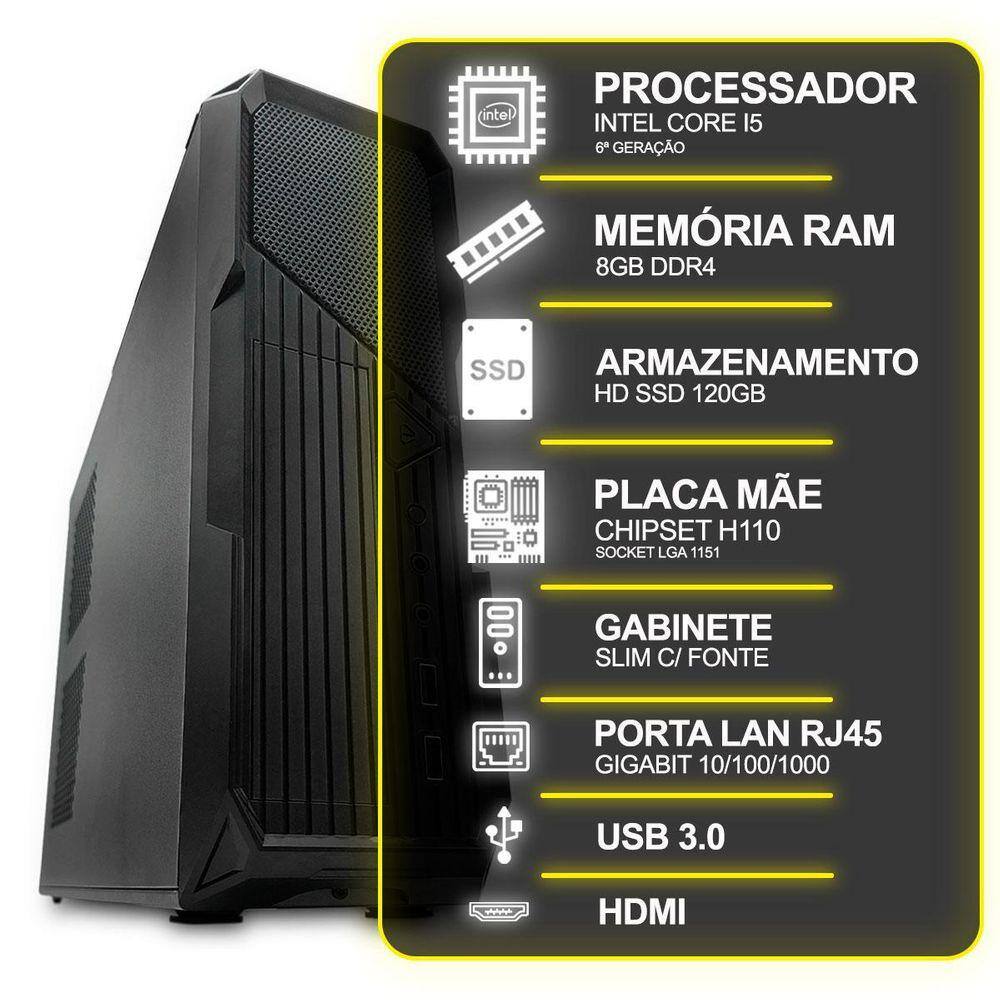 intel
PROCESSADOR
INTEL CORE I5
6ª GERAÇÃO
MEMÓRIA RAM
8GB DDR4
SSD
ARMAZENAMENTO
HD SSD 120GB
PLACA MÃE
CHIPSET H110
SOCKET LGA 1151
GABINETE
SLIM C/ FONTE
PORTA LAN RJ45
GIGABIT 10/100/1000
USB 3.0
HDMI